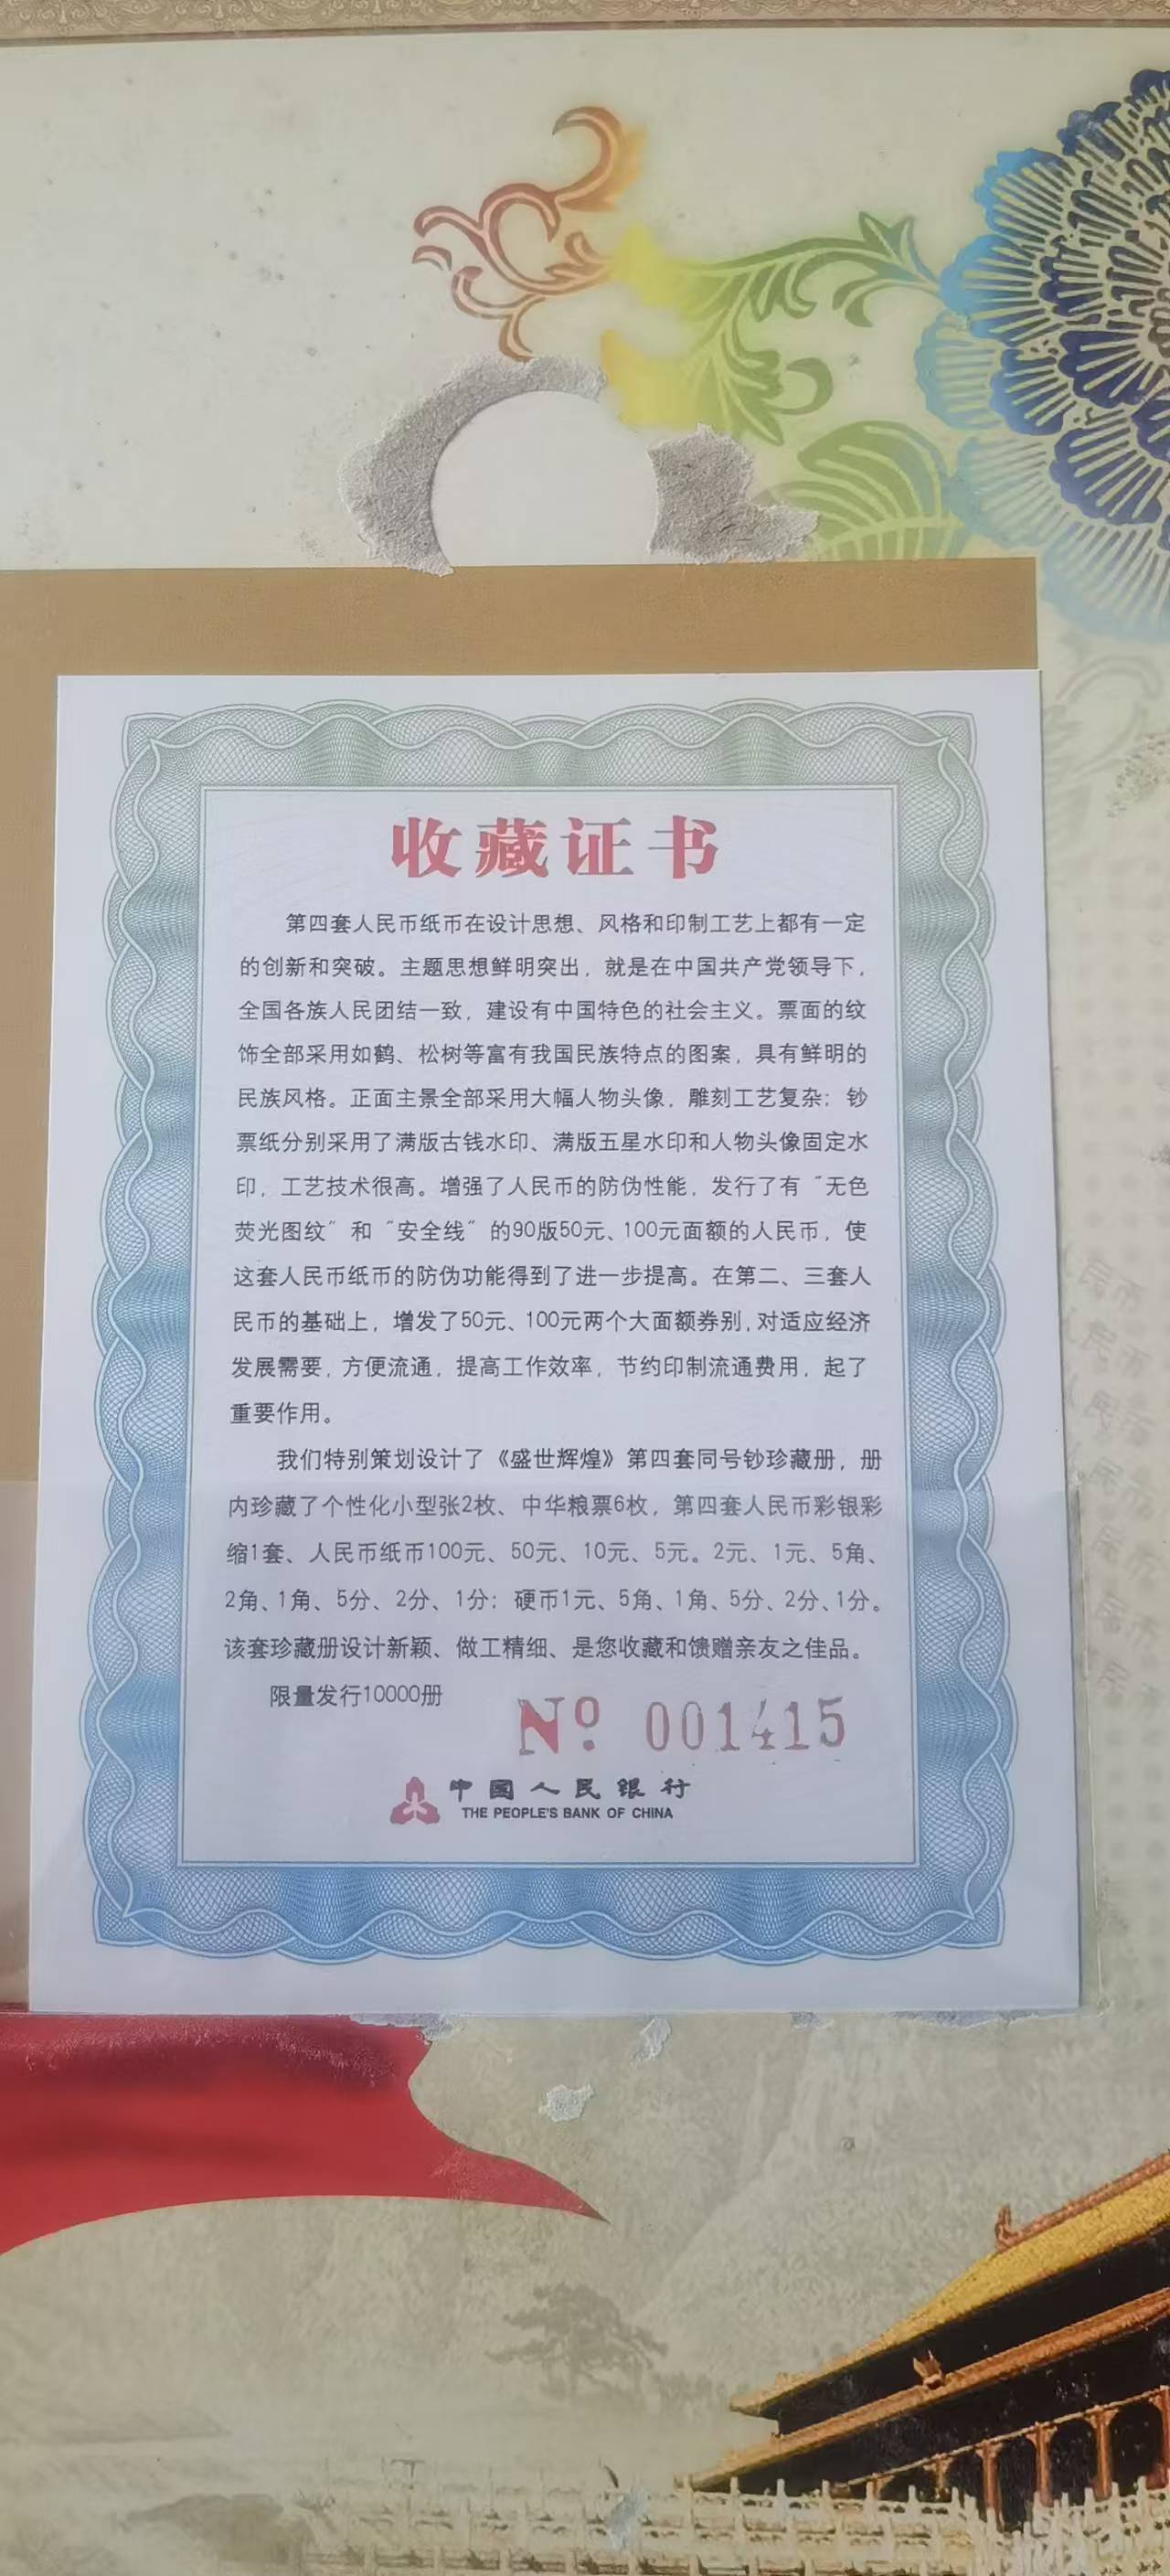 收藏证书
第四套人民币纸币在设计思想、风格和印制工艺上都有一定
的创新和突破。主题思想鲜明突出，就是在中国共产党领导下，
全国各族人民团结一致，建设有中国特色的社会主义。票面的纹
饰全部采用如鹤、松树等富有我国民族特点的图案，具有鲜明的
民族风格。正面主景全部采用大幅人物头像，雕刻工艺复杂；钞
票纸分别采用了满版古钱水印、满版五星水印和人物头像固定水
印，工艺技术很高。增强了人民币的防伪性能，发行了有“无色
荧光图纹”和“安全线”的90版50元、100元面额的人民币，使
这套人民币纸币的防伪功能得到了进一步提高。在第二、三套人
民币的基础上，增发了50元、100元两个大面额券别，对适应经济
发展需要，方便流通，提高工作效率，节约印制流通费用，起了
重要作用。
我们特别策划设计了《盛世辉煌》第四套同号钞珍藏册，册
内珍藏了个性化小型张2枚、中华粮票6枚，第四套人民币彩银彩
缩1套、人民币纸币100元、50元、10元、5元。2元、1元、5角、
2角、1角、5分、2分、1分；硬币1元、5角、1角、5分、2分、1分。
该套珍藏册设计新颖、做工精细、是您收藏和馈赠亲友之佳品。
限量发行10000册
Nº 001415
中国人民银行
THE PEOPLE'S BANK OF CHINA